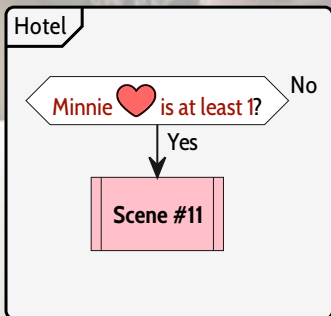 Hotel
Minnie ❤ is at least 1?
No
Yes
Scene #11